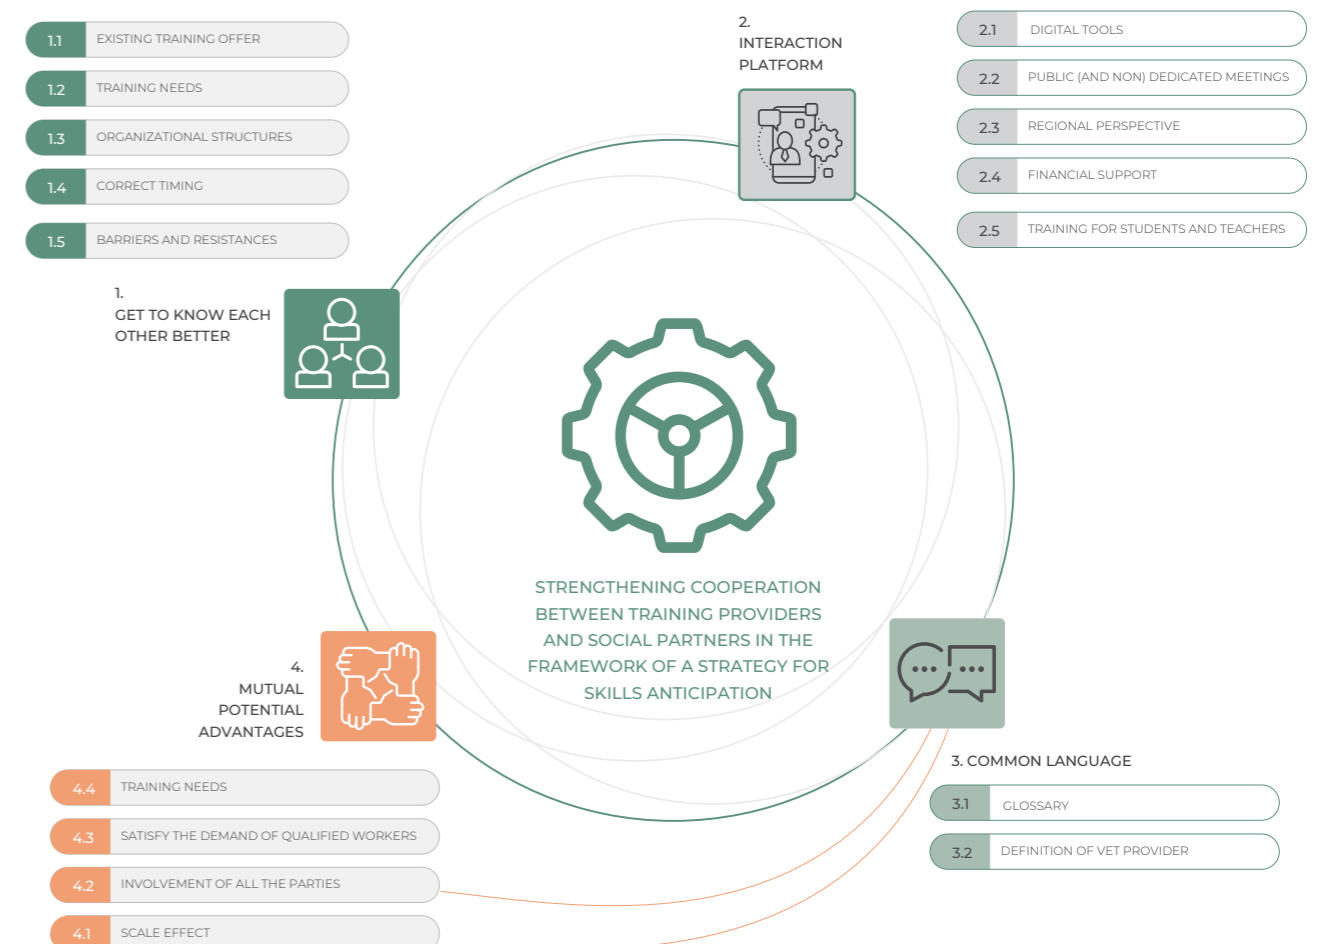 1.1 EXISTING TRAINING OFFER
1.2 TRAINING NEEDS
1.3 ORGANIZATIONAL STRUCTURES
1.4 CORRECT TIMING
1.5 BARRIERS AND RESISTANCES
1.
GET TO KNOW EACH
OTHER BETTER
2.
INTERACTION
PLATFORM
2.1 DIGITAL TOOLS
2.2 PUBLIC (AND NON) DEDICATED MEETINGS
2.3 REGIONAL PERSPECTIVE
2.4 FINANCIAL SUPPORT
2.5 TRAINING FOR STUDENTS AND TEACHERS
STRENGTHENING COOPERATION
BETWEEN TRAINING PROVIDERS
AND SOCIAL PARTNERS IN THE
FRAMEWORK OF A STRATEGY FOR
SKILLS ANTICIPATION
4.
MUTUAL
POTENTIAL
ADVANTAGES
4.4 TRAINING NEEDS
4.3 SATISFY THE DEMAND OF QUALIFIED WORKERS
4.2 INVOLVEMENT OF ALL THE PARTIES
4.1 SCALE EFFECT
3. COMMON LANGUAGE
3.1 GLOSSARY
3.2 DEFINITION OF VET PROVIDER